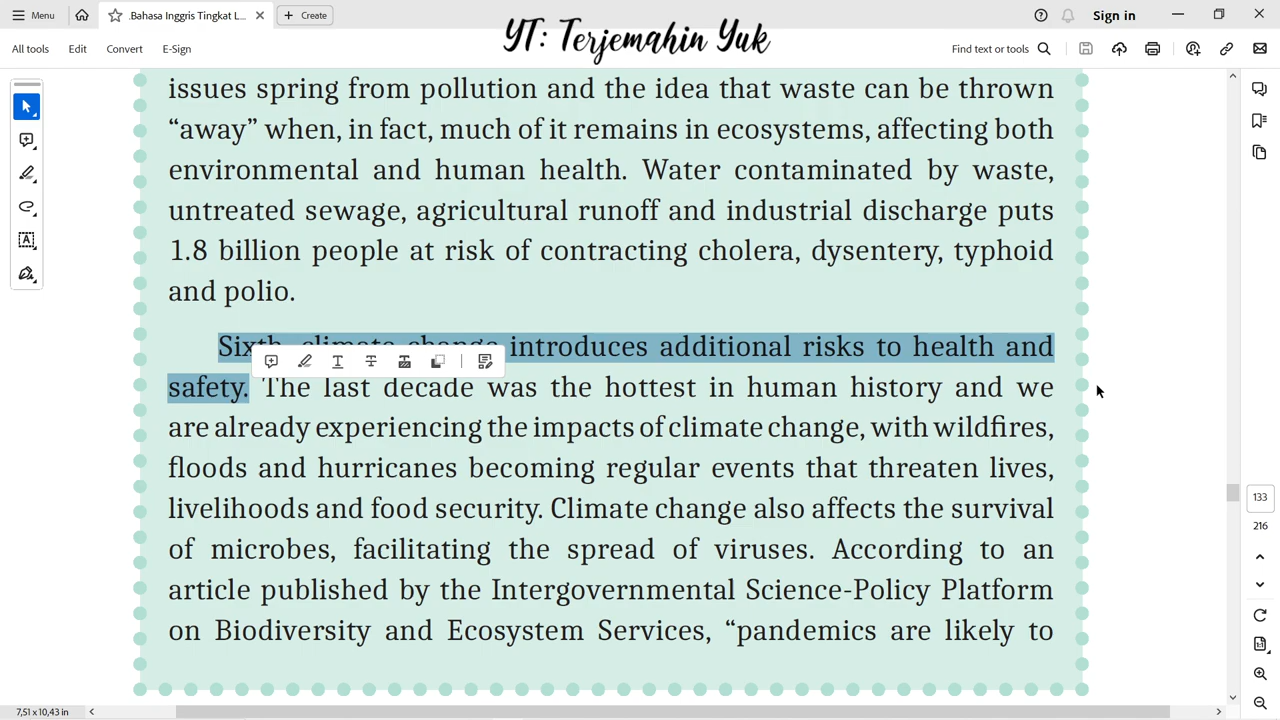 Menu
.Bahasa Inggris Tingkat L...
Create
Sign in
YT: Terjemahin Yuk
All tools
Edit
Convert
E-Sign
Find text or tools
issues spring from pollution and the idea that waste can be thrown
“away” when, in fact, much of it remains in ecosystems, affecting both
environmental and human health. Water contaminated by waste,
untreated sewage, agricultural runoff and industrial discharge puts
1.8 billion people at risk of contracting cholera, dysentery, typhoid
and polio.
Sixth, climate change introduces additional risks to health and
safety. The last decade was the hottest in human history and we
are already experiencing the impacts of climate change, with wildfires,
floods and hurricanes becoming regular events that threaten lives,
livelihoods and food security. Climate change also affects the survival
of microbes, facilitating the spread of viruses. According to an
article published by the Intergovernmental Science-Policy Platform
on Biodiversity and Ecosystem Services, “pandemics are likely to
133
216
7,51 x 10,43 in